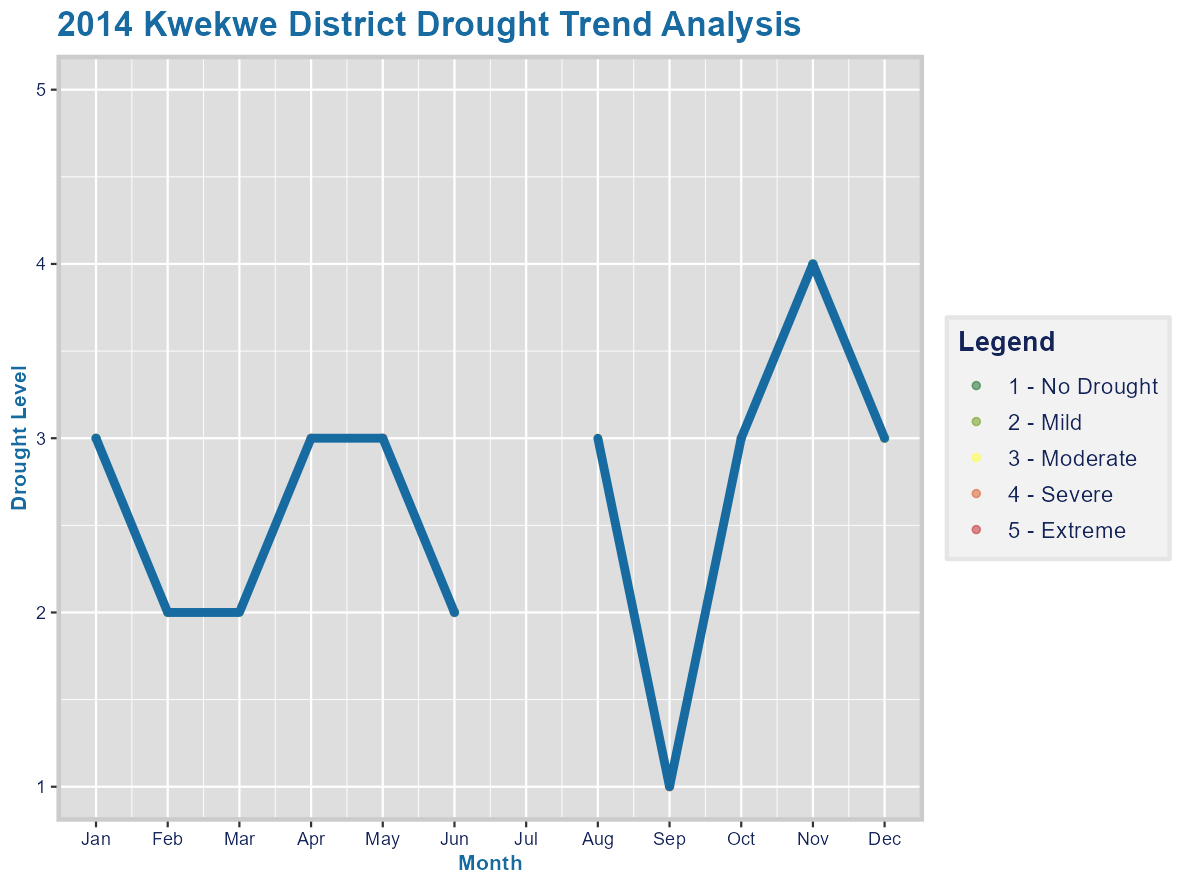 2014 Kwekwe District Drought Trend Analysis
5
4
3
2
1
Drought Level
Jan Feb Mar Apr May Jun Jul Aug Sep Oct Nov Dec
Month
Legend
1 - No Drought
2 - Mild
3 - Moderate
4 - Severe
5 - Extreme